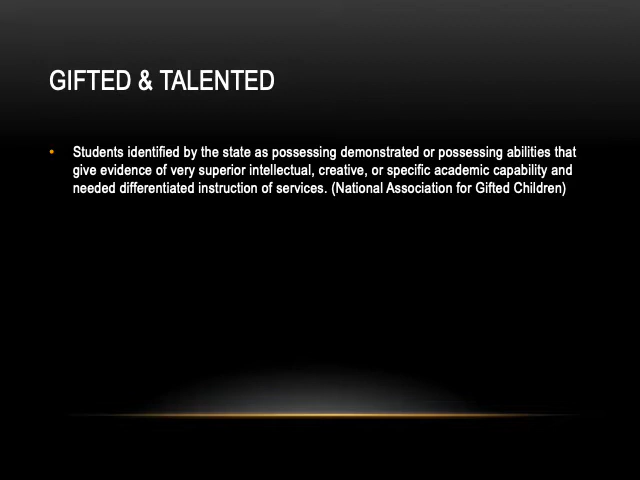 GIFTED & TALENTED
• Students identified by the state as possessing demonstrated or possessing abilities that
give evidence of very superior intellectual, creative, or specific academic capability and
needed differentiated instruction of services. (National Association for Gifted Children)